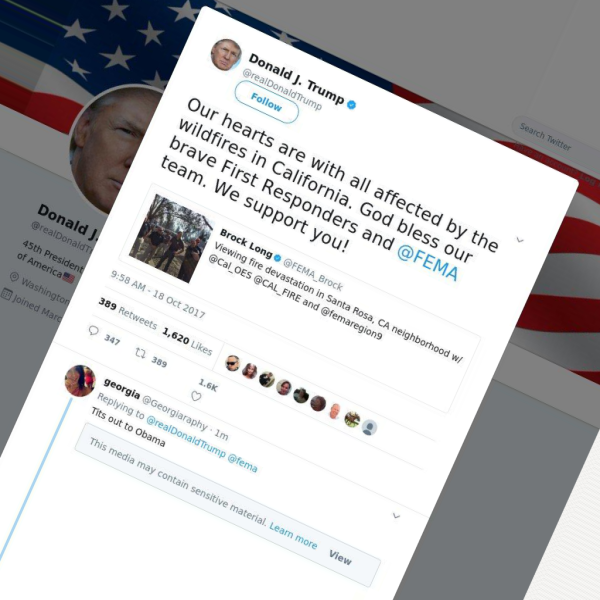 Search Twitter
Donald J. Trump
@realDonaldTrump
Follow
Our hearts are with all affected by the
wildfires in California. God bless our
brave First Responders and @FEMA
team. We support you!
Brock Long @FEMA_Brock
Viewing fire devastation in Santa Rosa, CA neighborhood w/
@Cal_OES @CAL_FIRE and @femaregion9
9:58 AM - 18 Oct 2017
389 Retweets 1,620 Likes
347 389 1.6K
georgia @Georgiaraphy · 1m
Replying to @realDonaldTrump @fema
Tits out to Obama
This media may contain sensitive material. Learn more View
Donald J.
@realDonaldT
45th President
of America
Washington
Joined Marc